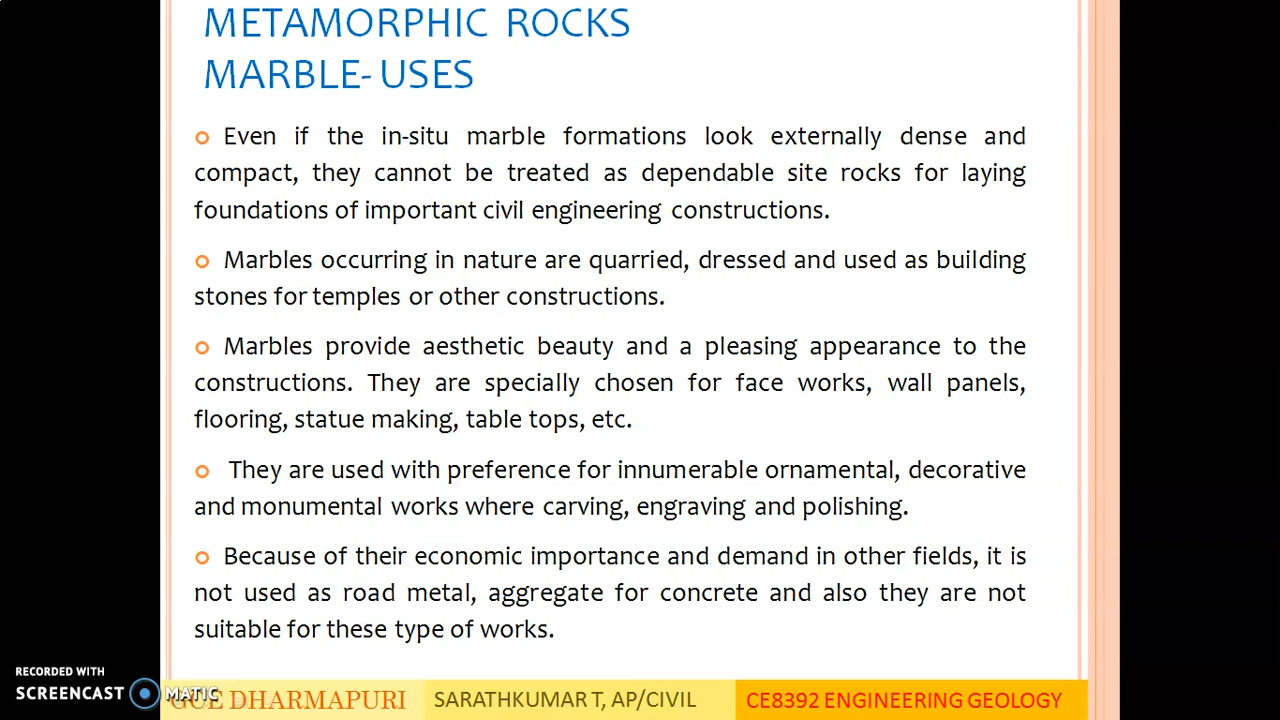 METAMORPHIC ROCKS
MARBLE- USES
Even if the in-situ marble formations look externally dense and
compact, they cannot be treated as dependable site rocks for laying
foundations of important civil engineering constructions.
Marbles occurring in nature are quarried, dressed and used as building
stones for temples or other constructions.
Marbles provide aesthetic beauty and a pleasing appearance to the
constructions. They are specially chosen for face works, wall panels,
flooring, statue making, table tops, etc.
They are used with preference for innumerable ornamental, decorative
and monumental works where carving, engraving and polishing.
Because of their economic importance and demand in other fields, it is
not used as road metal, aggregate for concrete and also they are not
suitable for these type of works.
RECORDED WITH
SCREENCAST MATIC
GCE DHARMAPURI SARATHKUMAR T, AP/CIVIL CE8392 ENGINEERING GEOLOGY